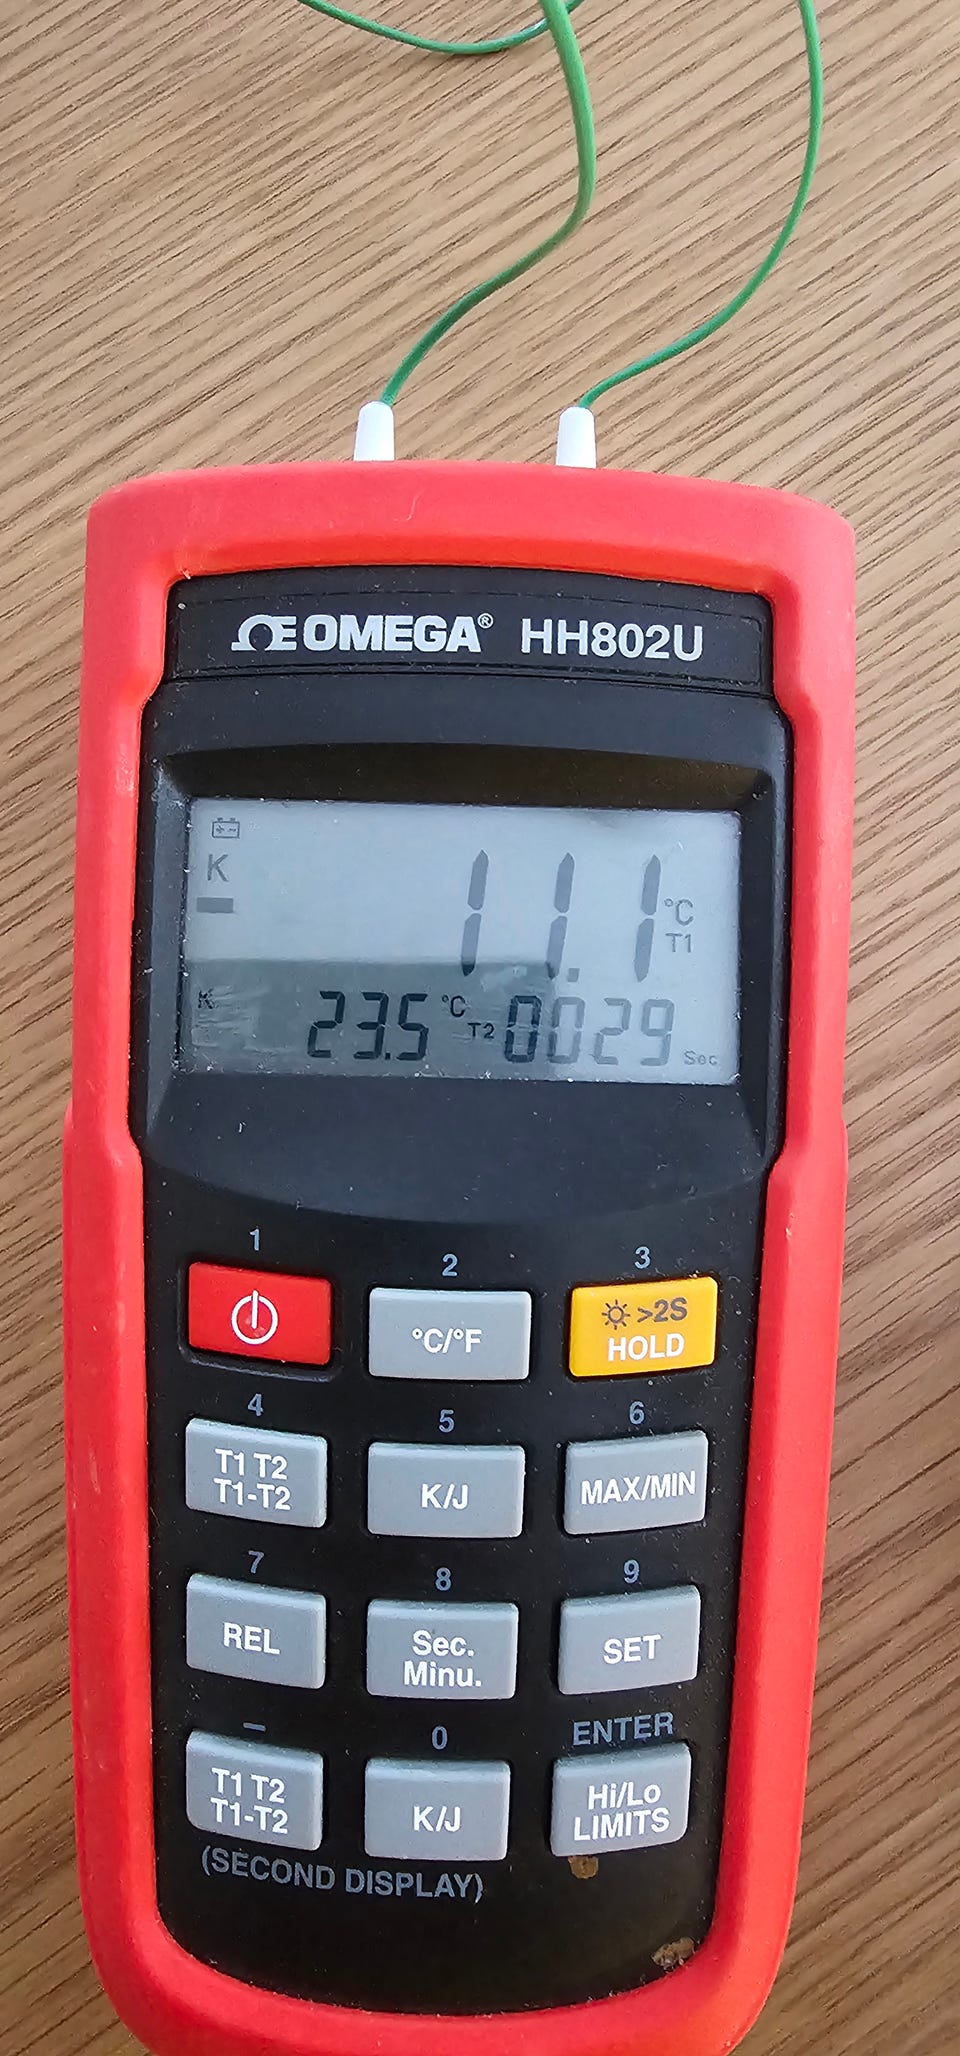 OMEGA® HH802U
K
- 11.1 °C
T1
K 23.5 °C T2 0029 Sec
1 2 3
°C/°F >2S
HOLD
4 5 6
T1 T2
T1-T2
K/J
MAX/MIN
7 8 9
REL
Sec.
Minu.
SET
– 0 ENTER
T1 T2
T1-T2
K/J
Hi/Lo
LIMITS
(SECOND DISPLAY)